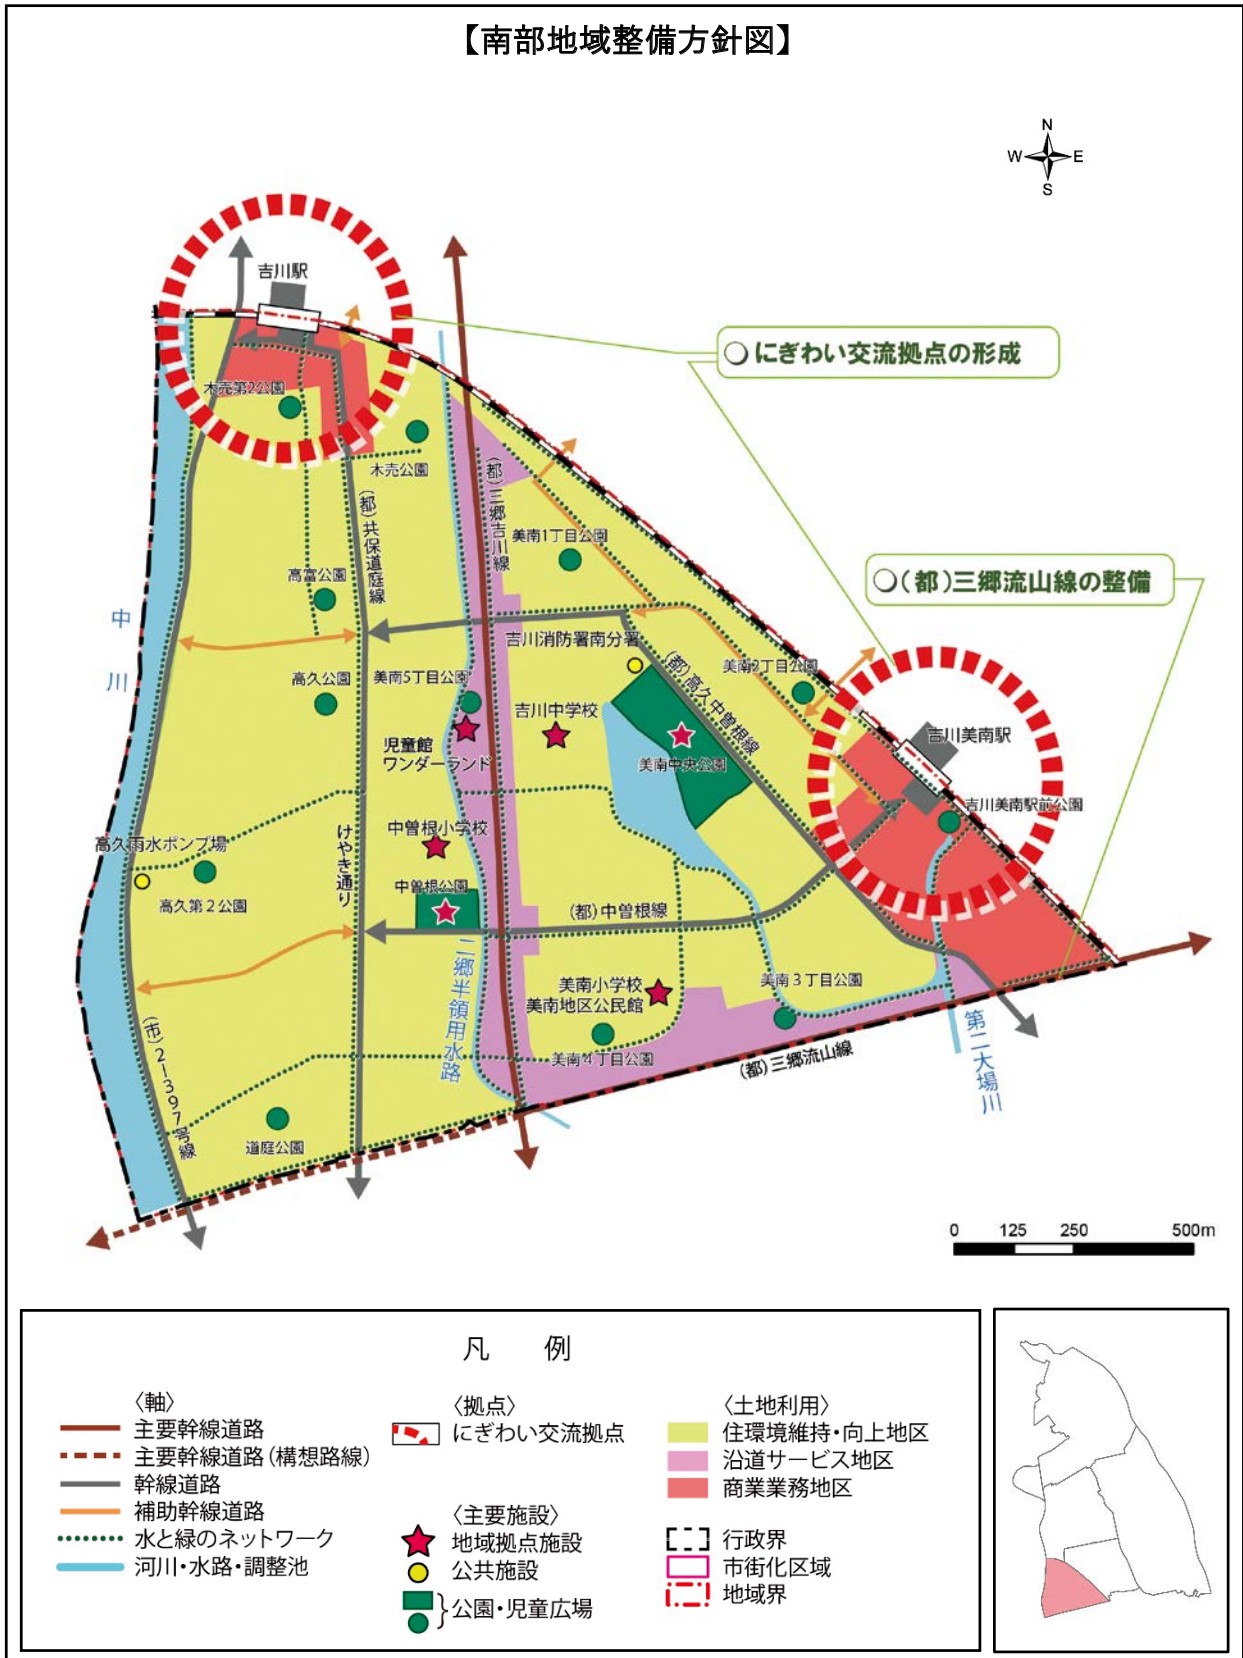 【南部地域整備方針図】
N
W E
S
吉川駅
○にぎわい交流拠点の形成
木売第2公園
木売公園
(都)三郷吉川線
(都)共保道庭線
美南1丁目公園
○(都)三郷流山線の整備
高富公園
中川
吉川消防署南分署
美南2丁目公園
(都)高久中曽根線
高久公園
美南5丁目公園
吉川中学校
吉川美南駅
児童館
ワンダーランド
美南中央公園
吉川美南駅前公園
中曽根小学校
けやき通り
高久雨水ポンプ場
中曽根公園
高久第2公園
(都)中曽根線
二郷半領用水路
美南小学校
美南地区公民館
美南3丁目公園
(市)2-397号線
美南4丁目公園
(都)三郷流山線
第二大場川
道庭公園
0 125 250 500m
凡 例
〈軸〉
主要幹線道路
主要幹線道路(構想路線)
幹線道路
補助幹線道路
水と緑のネットワーク
河川・水路・調整池
〈拠点〉
にぎわい交流拠点
〈主要施設〉
地域拠点施設
公共施設
公園・児童広場
〈土地利用〉
住環境維持・向上地区
沿道サービス地区
商業業務地区
行政界
市街化区域
地域界